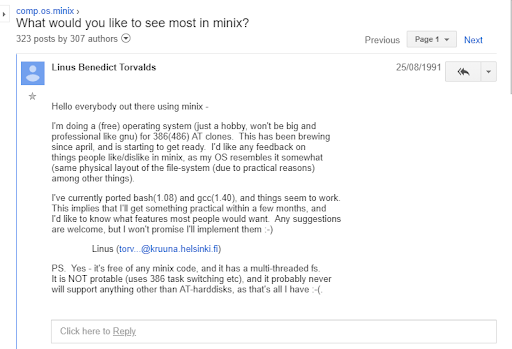 comp.os.minix ›
What would you like to see most in minix?
323 posts by 307 authors
Previous Page 1 Next
Linus Benedict Torvalds 25/08/1991
Hello everybody out there using minix -
I'm doing a (free) operating system (just a hobby, won't be big and
professional like gnu) for 386(486) AT clones. This has been brewing
since april, and is starting to get ready. I'd like any feedback on
things people like/dislike in minix, as my OS resembles it somewhat
(same physical layout of the file-system (due to practical reasons)
among other things).
I've currently ported bash(1.08) and gcc(1.40), and things seem to work.
This implies that I'll get something practical within a few months, and
I'd like to know what features most people would want. Any suggestions
are welcome, but I won't promise I'll implement them :-)
Linus (torv...@kruuna.helsinki.fi)
PS. Yes - it's free of any minix code, and it has a multi-threaded fs.
It is NOT protable (uses 386 task switching etc), and it probably never
will support anything other than AT-harddisks, as that's all I have :-(.
Click here to Reply